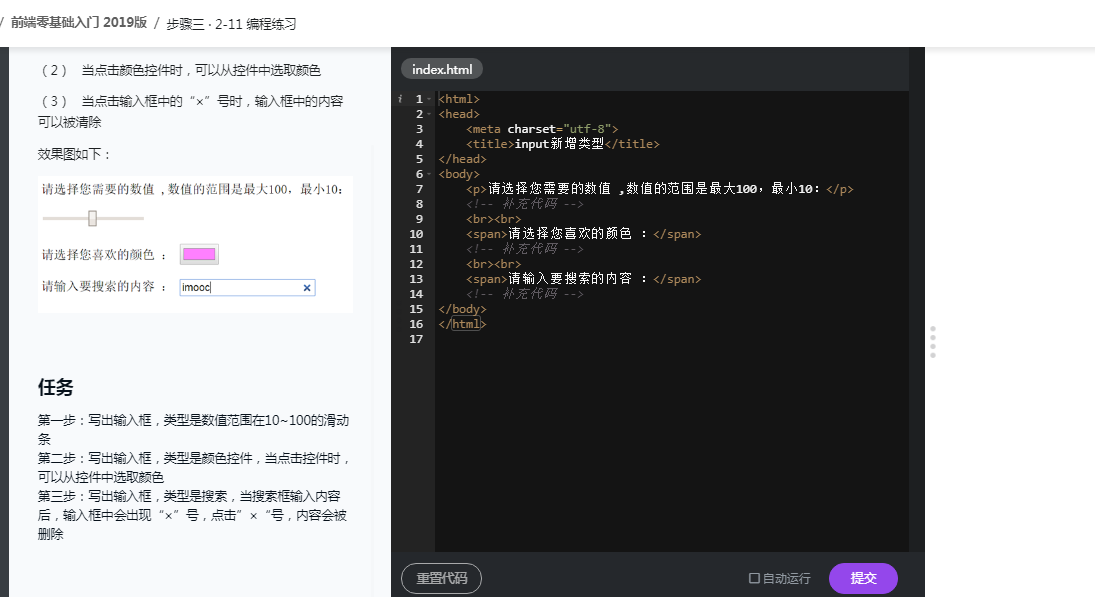 / 前端零基础入门 2019版 / 步骤三 · 2-11 编程练习
（2） 当点击颜色控件时，可以从控件中选取颜色
（3） 当点击输入框中的“×”号时，输入框中的内容
可以被清除
效果图如下：
请选择您需要的数值 ,数值的范围是最大100，最小10：
请选择您喜欢的颜色 ：
请输入要搜索的内容 ：
imooc ×
任务
第一步：写出输入框，类型是数值范围在10~100的滑动
条
第二步：写出输入框，类型是颜色控件，当点击控件时，
可以从控件中选取颜色
第三步：写出输入框，类型是搜索，当搜索框输入内容
后，输入框中会出现“×”号，点击”×“号，内容会被
删除
index.html
i 1 <html>
2 <head>
3 <meta charset="utf-8">
4 <title>input新增类型</title>
5 </head>
6 <body>
7 <p>请选择您需要的数值 ,数值的范围是最大100，最小10：</p>
8 <!-- 补充代码 -->
9 <br><br>
10 <span>请选择您喜欢的颜色 ：</span>
11 <!-- 补充代码 -->
12 <br><br>
13 <span>请输入要搜索的内容 ：</span>
14 <!-- 补充代码 -->
15 </body>
16 </html>
17
重置代码
自动运行
提交